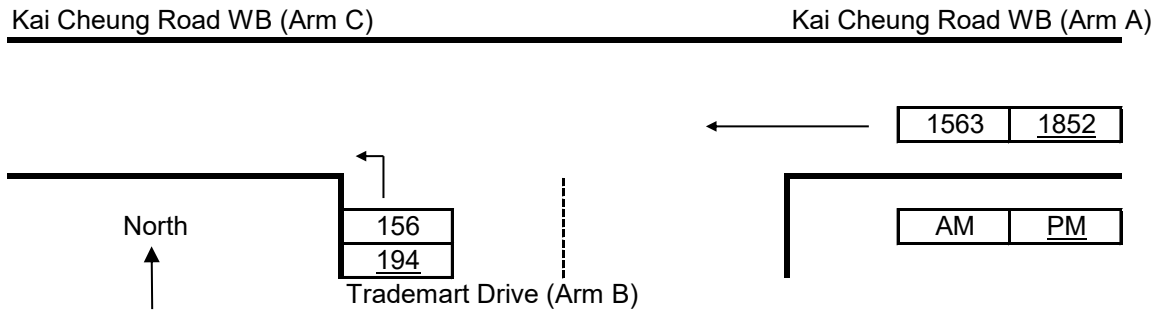 Kai Cheung Road WB (Arm C) Kai Cheung Road WB (Arm A)
1563 1852
North
156
194
AM PM
Trademart Drive (Arm B)